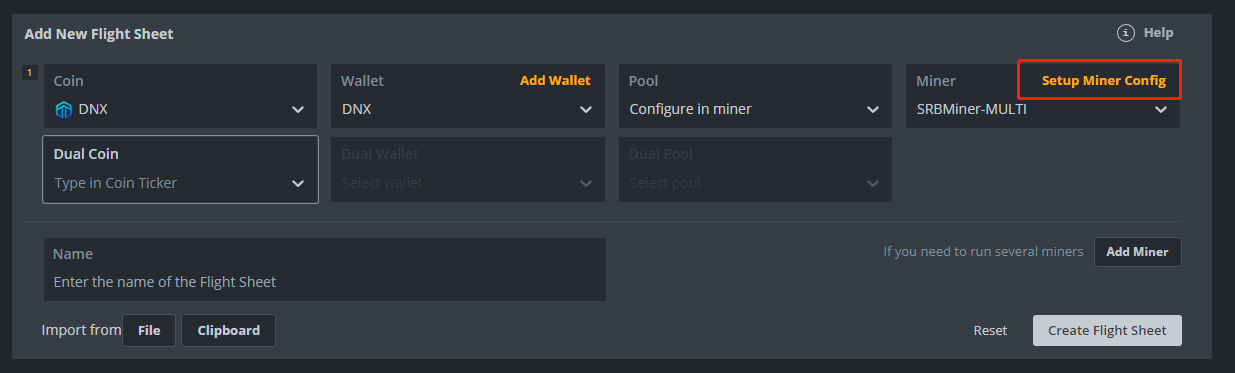 Add New Flight Sheet
Help
1
Coin
DNX
Wallet
Add Wallet
DNX
Pool
Configure in miner
Miner
Setup Miner Config
SRBMiner-MULTI
Dual Coin
Type in Coin Ticker
Dual Wallet
Select wallet
Dual Pool
Select pool
Name
Enter the name of the Flight Sheet
If you need to run several miners
Add Miner
Import from
File
Clipboard
Reset
Create Flight Sheet